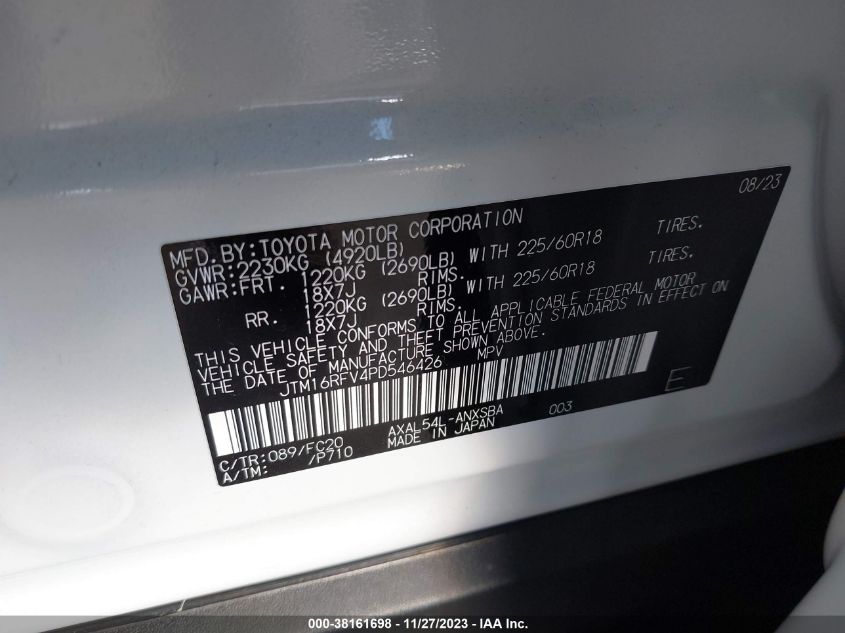 08/23
MFD. BY: TOYOTA MOTOR CORPORATION
GVWR: 2230KG (4920LB)
GAWR: FRT. 1220KG (2690LB) WITH 225/60R18 TIRES.
18X7J RIMS.
RR. 1220KG (2690LB) WITH 225/60R18 TIRES.
18X7J RIMS.
THIS VEHICLE CONFORMS TO ALL APPLICABLE FEDERAL MOTOR
VEHICLE SAFETY AND THEFT PREVENTION STANDARDS IN EFFECT ON
THE DATE OF MANUFACTURE SHOWN ABOVE.
JTM16RFV4PD546426 MPV
E
C/TR: 089/FC20 AXAL54L-ANXSBA 003
A/TM: /P710 MADE IN JAPAN
000-38161698 - 11/27/2023 - IAA Inc.